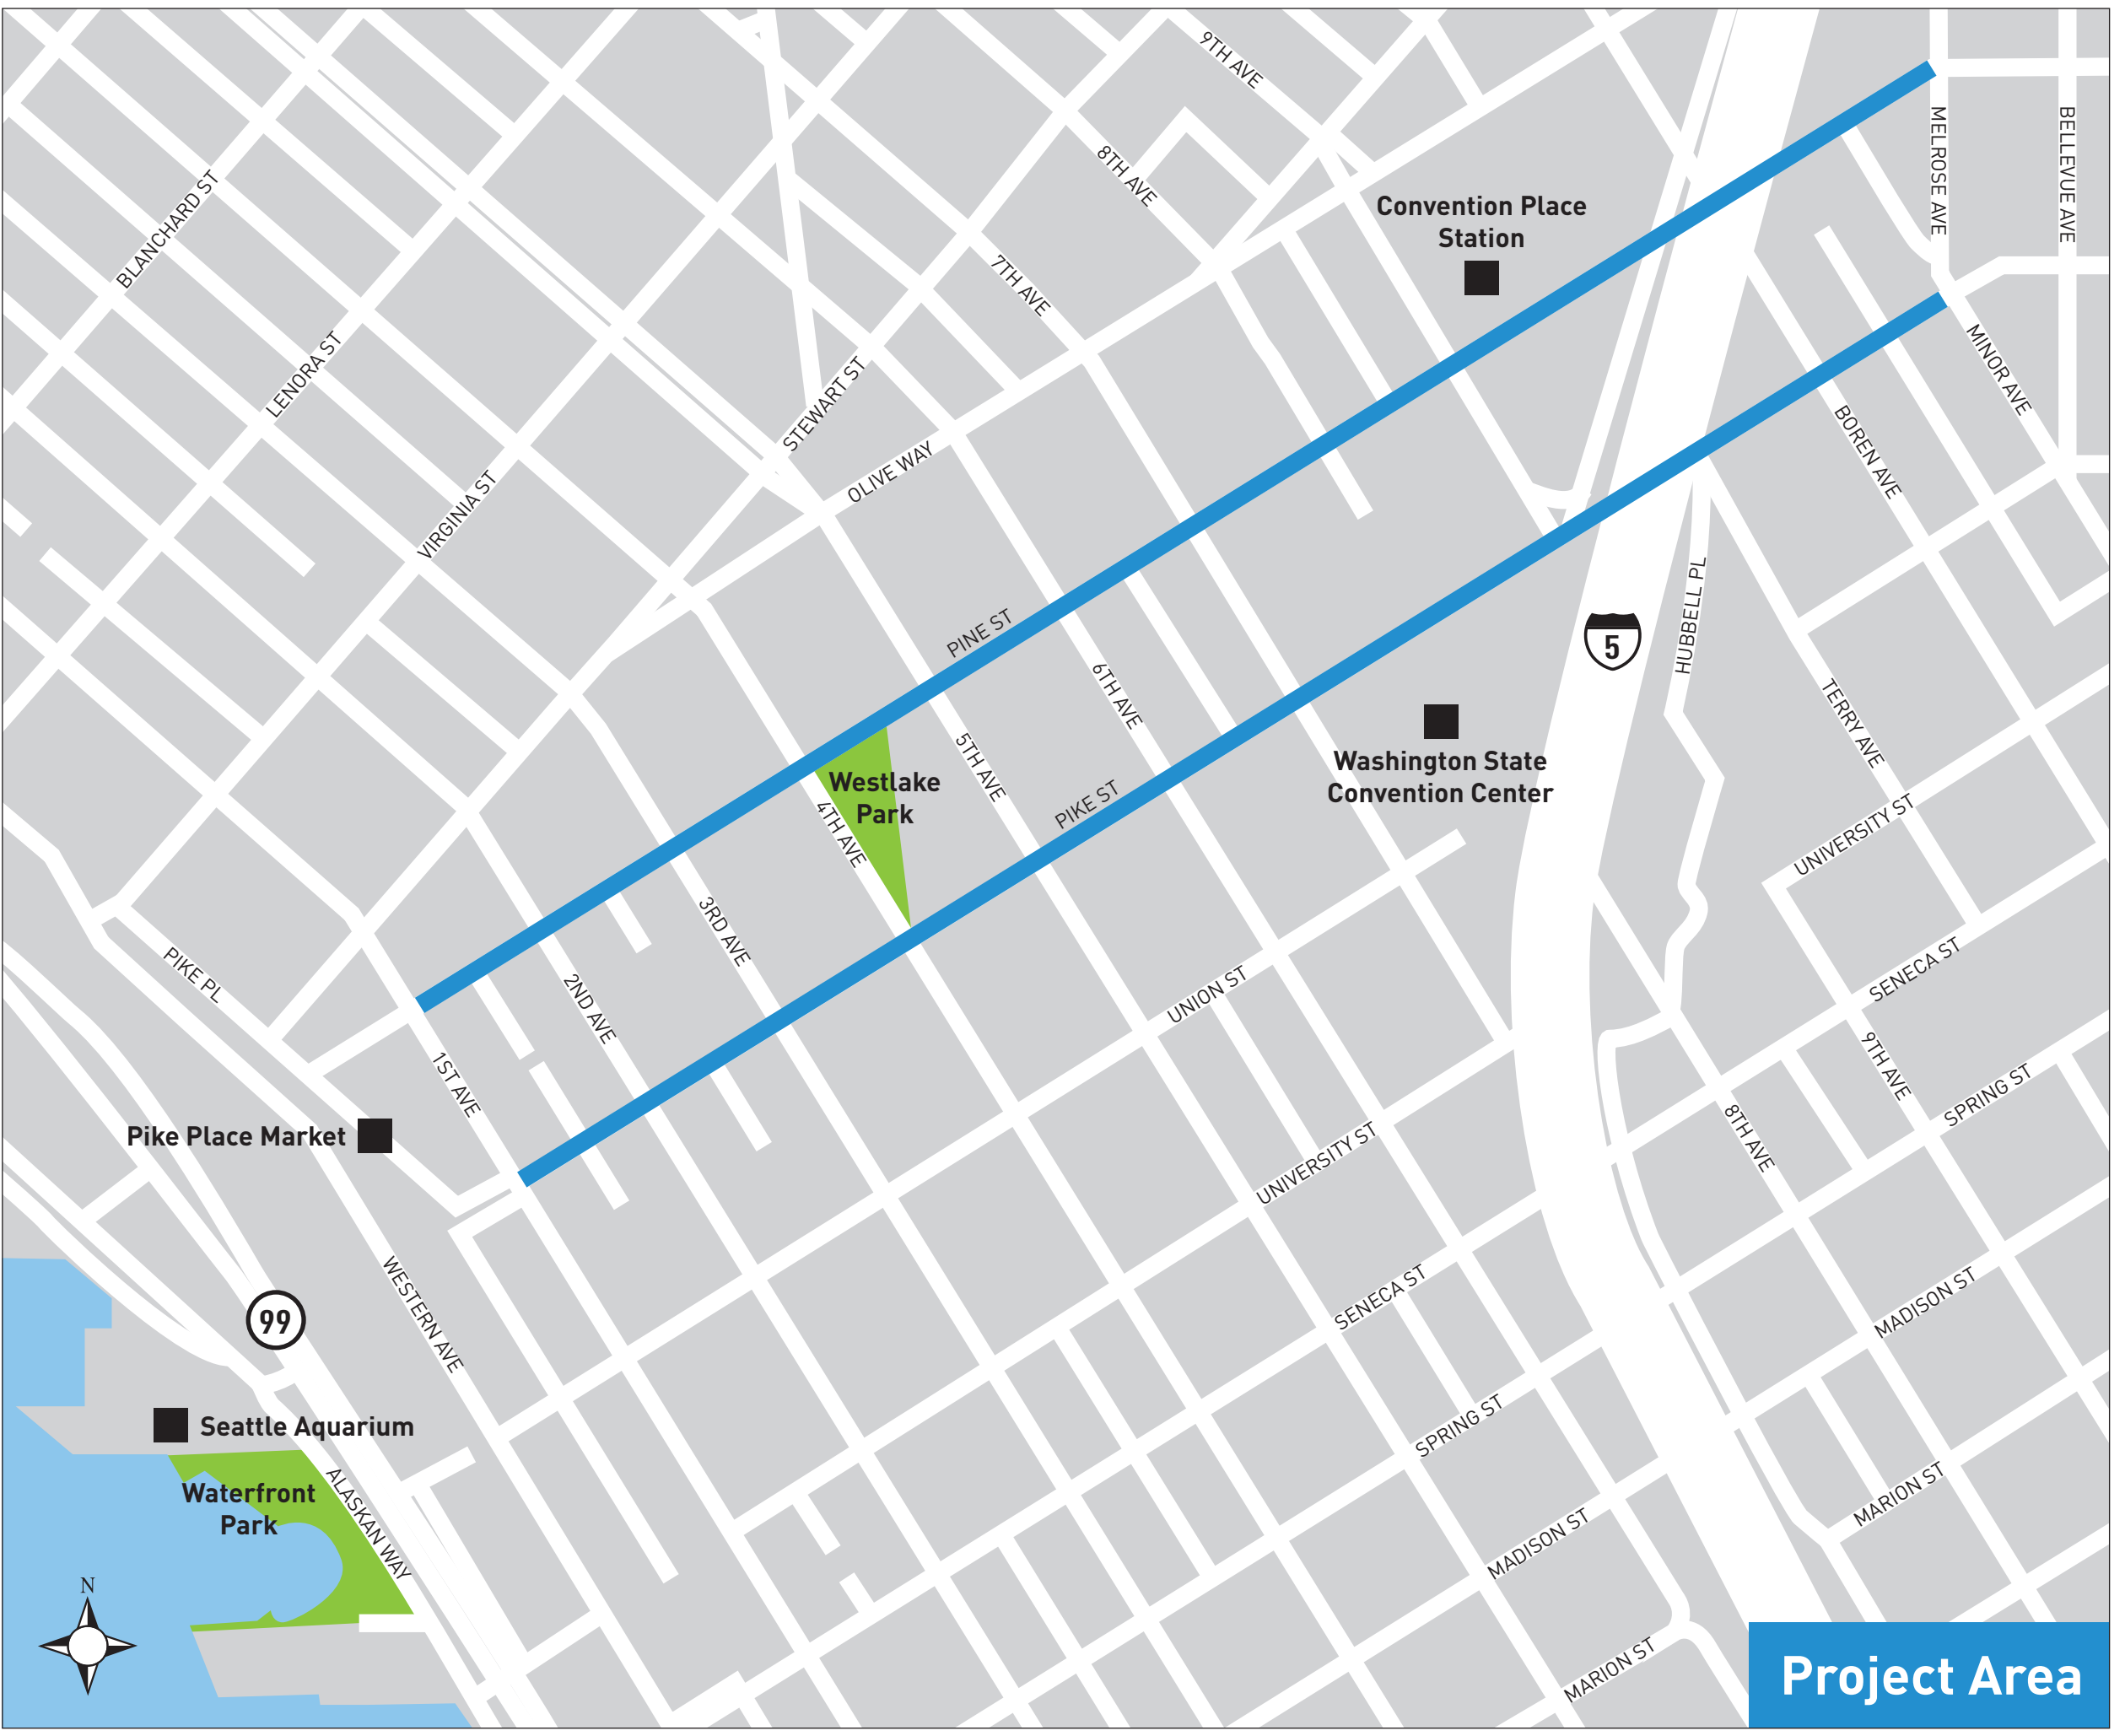 9TH AVE
8TH AVE
MELROSE AVE
BELLEVUE AVE
BLANCHARD ST
Convention Place
Station
7TH AVE
LENORA ST
MINOR AVE
STEWART ST
BOREN AVE
OLIVE WAY
VIRGINIA ST
HUBBELL PL
5
PINE ST
6TH AVE
TERRY AVE
5TH AVE
Washington State
Convention Center
Westlake
Park
4TH AVE
PIKE ST
UNIVERSITY ST
3RD AVE
PIKE PL
2ND AVE
UNION ST
SENECA ST
9TH AVE
1ST AVE
SPRING ST
Pike Place Market
8TH AVE
UNIVERSITY ST
WESTERN AVE
SENECA ST
MADISON ST
99
Seattle Aquarium
SPRING ST
Waterfront
Park
ALASKAN WAY
MARION ST
MADISON ST
N
MARION ST
Project Area